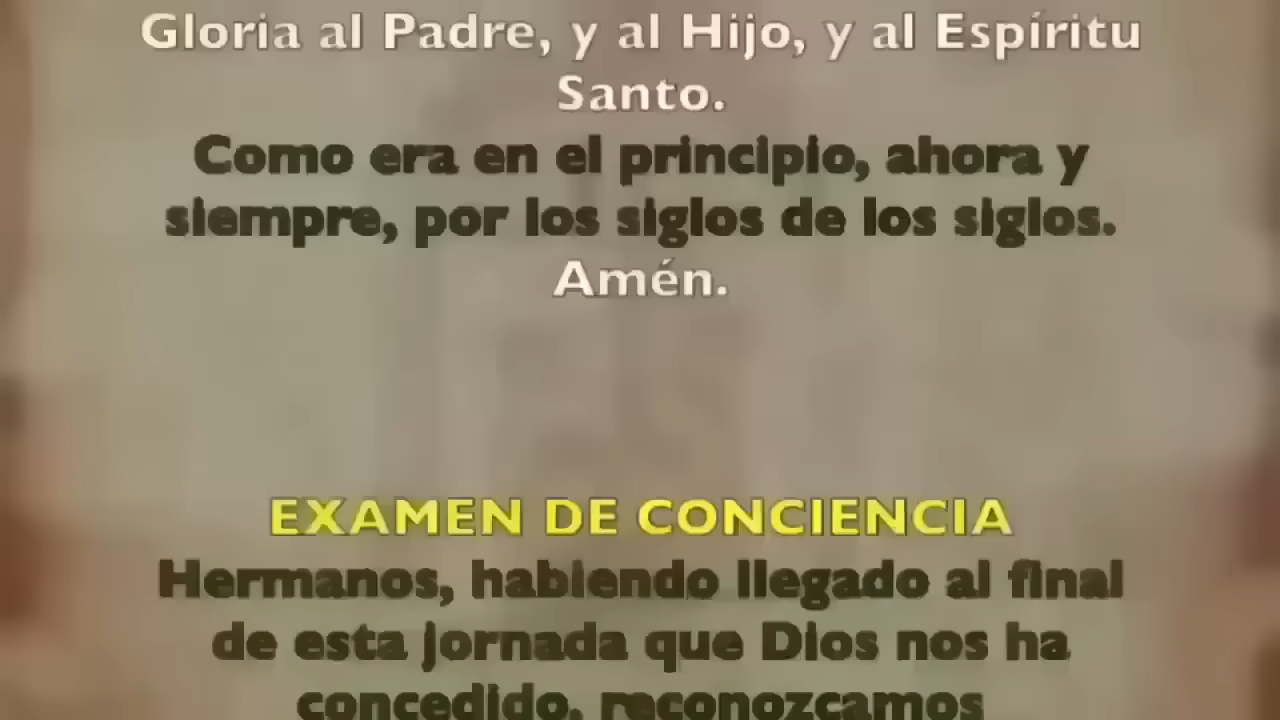 Gloria al Padre, y al Hijo, y al Espíritu
Santo.
Como era en el principio, ahora y
siempre, por los siglos de los siglos.
Amén.
EXAMEN DE CONCIENCIA
Hermanos, habiendo llegado al final
de esta jornada que Dios nos ha
concedido, reconozcamos